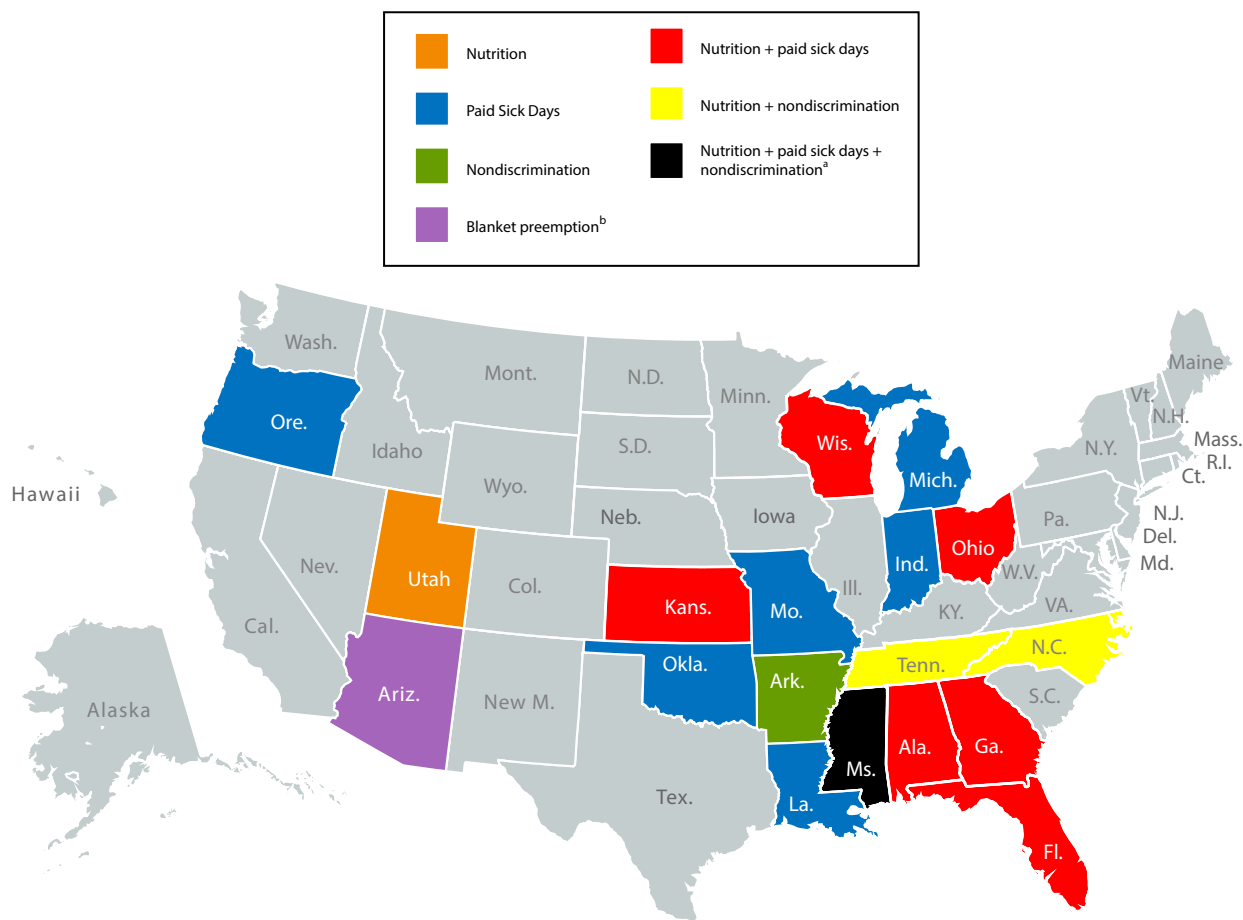 Nutrition
Paid Sick Days
Nondiscrimination
Blanket preemptionᵇ
Nutrition + paid sick days
Nutrition + nondiscrimination
Nutrition + paid sick days +
nondiscriminationᵃ
Wash.
Mont.
N.D.
Minn.
Maine
Vt.
N.H.
Ore.
Idaho
S.D.
Wis.
Mich.
N.Y.
Mass.
R.I.
Ct.
Hawaii
Wyo.
Neb.
Iowa
Pa.
N.J.
Del.
Md.
Nev.
Utah
Col.
Kans.
Mo.
Ill.
Ind.
Ohio
W.V.
VA.
KY.
Cal.
Ariz.
New M.
Okla.
Ark.
Tenn.
N.C.
S.C.
Alaska
Tex.
La.
Ms.
Ala.
Ga.
Fl.